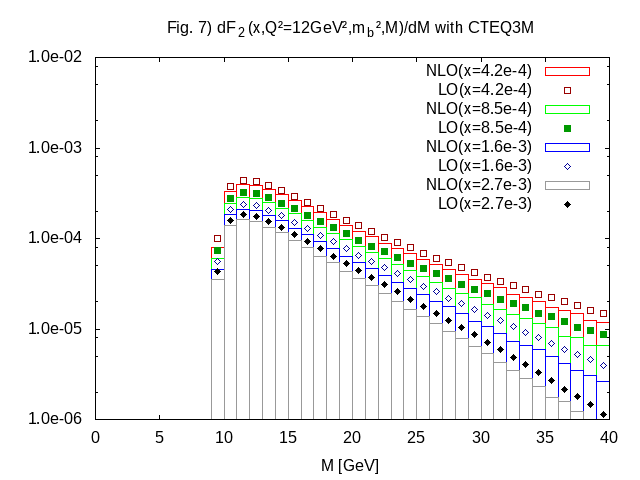 Fig. 7) dF₂(x,Q²=12GeV²,m_b²,M)/dM with CTEQ3M
1.0e-02
1.0e-03
1.0e-04
1.0e-05
1.0e-06
NLO(x=4.2e-4)
LO(x=4.2e-4)
NLO(x=8.5e-4)
LO(x=8.5e-4)
NLO(x=1.6e-3)
LO(x=1.6e-3)
NLO(x=2.7e-3)
LO(x=2.7e-3)
0 5 10 15 20 25 30 35 40
M [GeV]